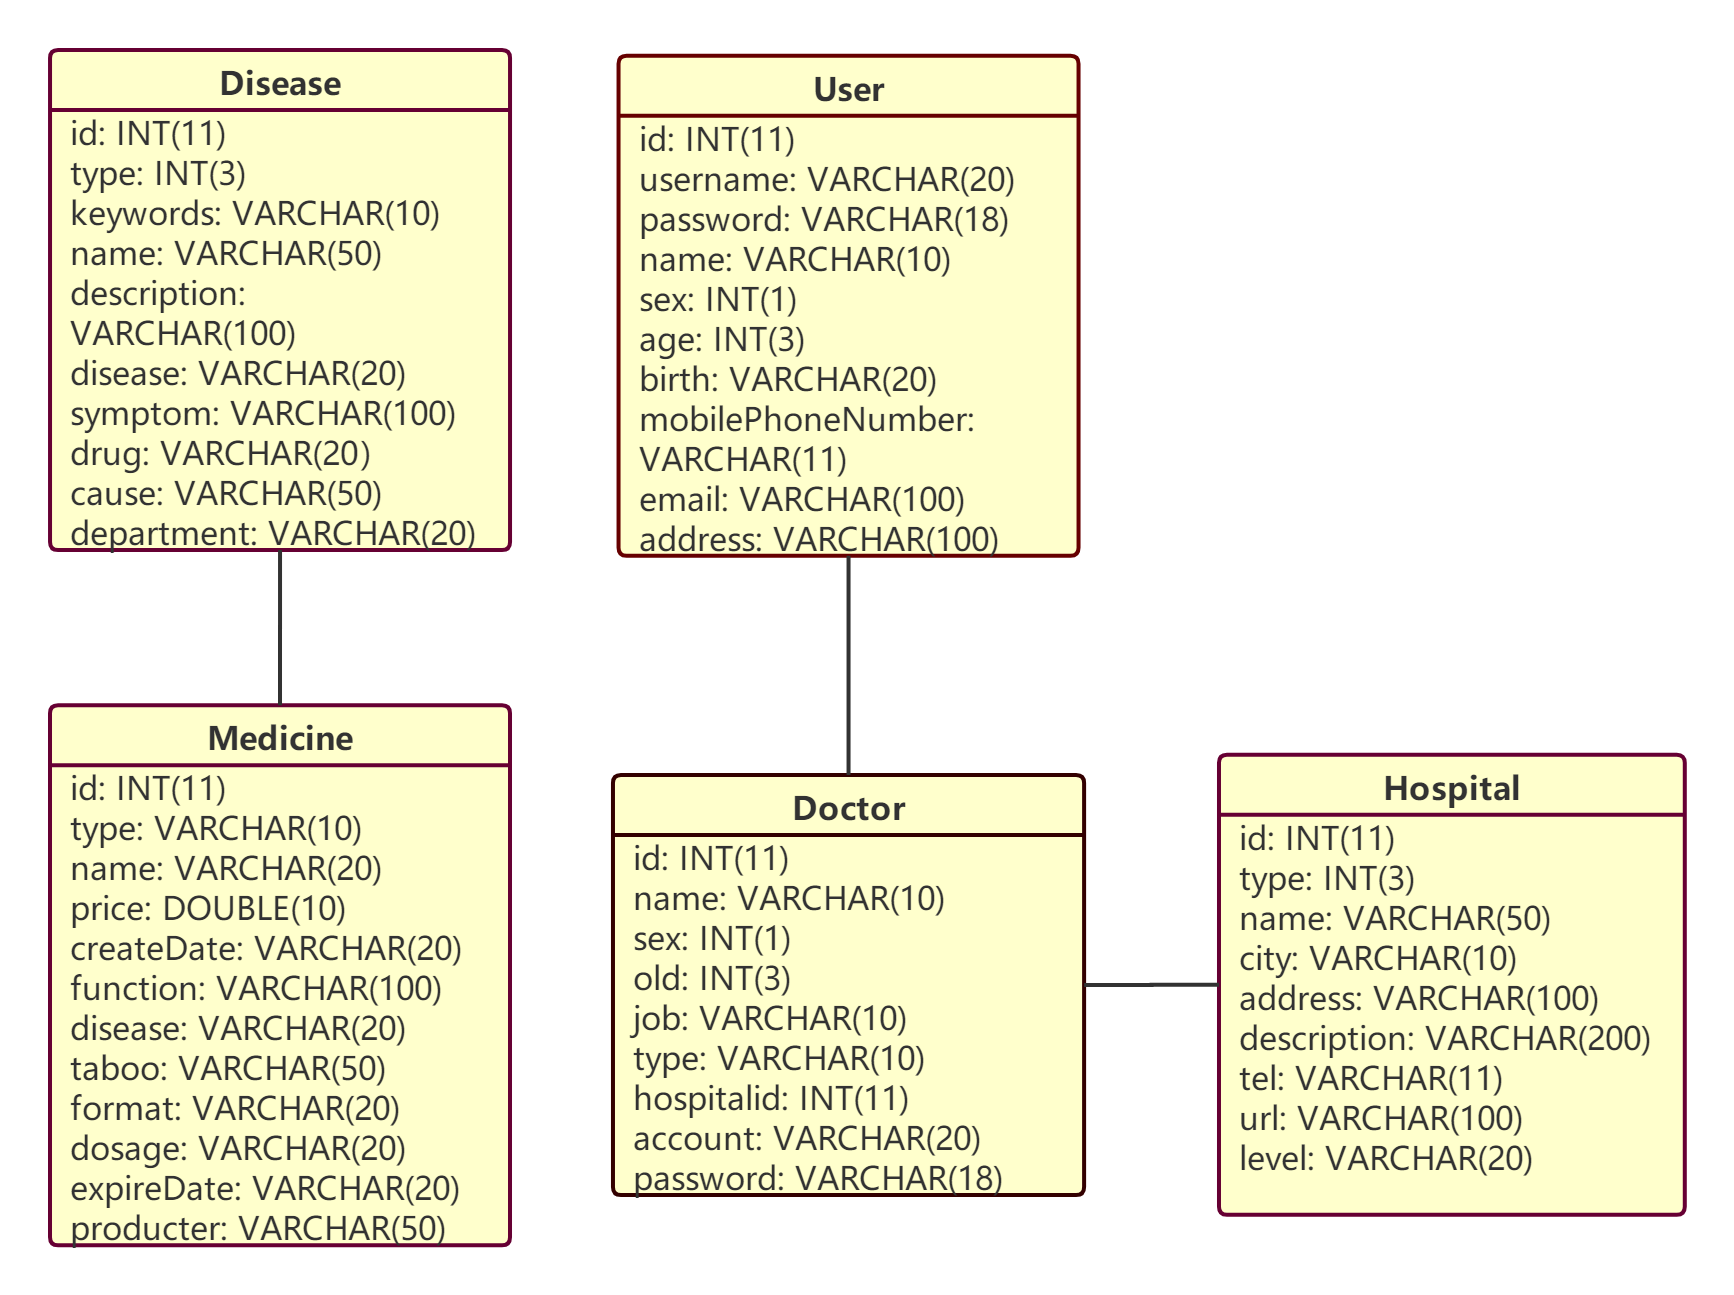 Disease
id: INT(11)
type: INT(3)
keywords: VARCHAR(10)
name: VARCHAR(50)
description:
VARCHAR(100)
disease: VARCHAR(20)
symptom: VARCHAR(100)
drug: VARCHAR(20)
cause: VARCHAR(50)
department: VARCHAR(20)
User
id: INT(11)
username: VARCHAR(20)
password: VARCHAR(18)
name: VARCHAR(10)
sex: INT(1)
age: INT(3)
birth: VARCHAR(20)
mobilePhoneNumber:
VARCHAR(11)
email: VARCHAR(100)
address: VARCHAR(100)
Medicine
id: INT(11)
type: VARCHAR(10)
name: VARCHAR(20)
price: DOUBLE(10)
createDate: VARCHAR(20)
function: VARCHAR(100)
disease: VARCHAR(20)
taboo: VARCHAR(50)
format: VARCHAR(20)
dosage: VARCHAR(20)
expireDate: VARCHAR(20)
producter: VARCHAR(50)
Doctor
id: INT(11)
name: VARCHAR(10)
sex: INT(1)
old: INT(3)
job: VARCHAR(10)
type: VARCHAR(10)
hospitalid: INT(11)
account: VARCHAR(20)
password: VARCHAR(18)
Hospital
id: INT(11)
type: INT(3)
name: VARCHAR(50)
city: VARCHAR(10)
address: VARCHAR(100)
description: VARCHAR(200)
tel: VARCHAR(11)
url: VARCHAR(100)
level: VARCHAR(20)